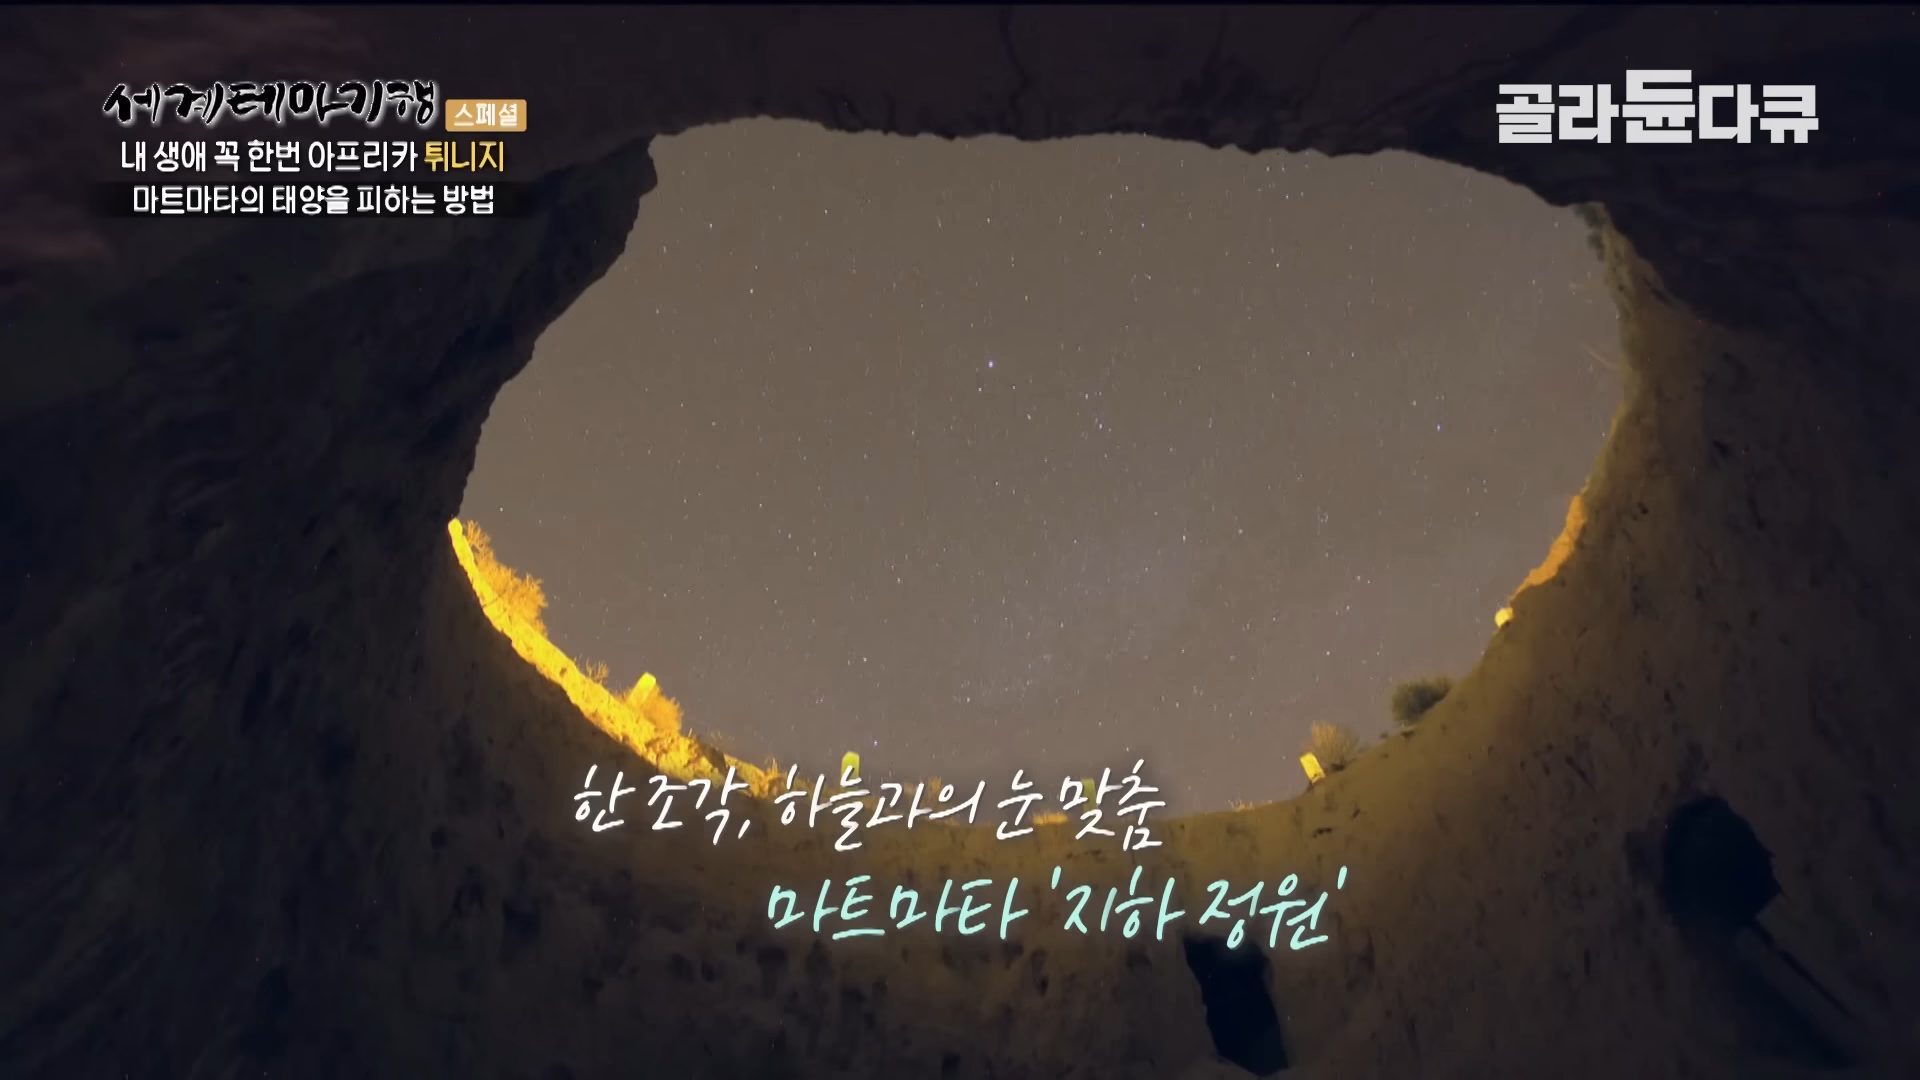 세계테마기행 스페셜
내 생애 꼭 한번 아프리카 튀니지
마트마타의 태양을 피하는 방법
골라듄다큐
한 조각, 하늘과의 눈 맞춤
마트마타 '지하 정원'